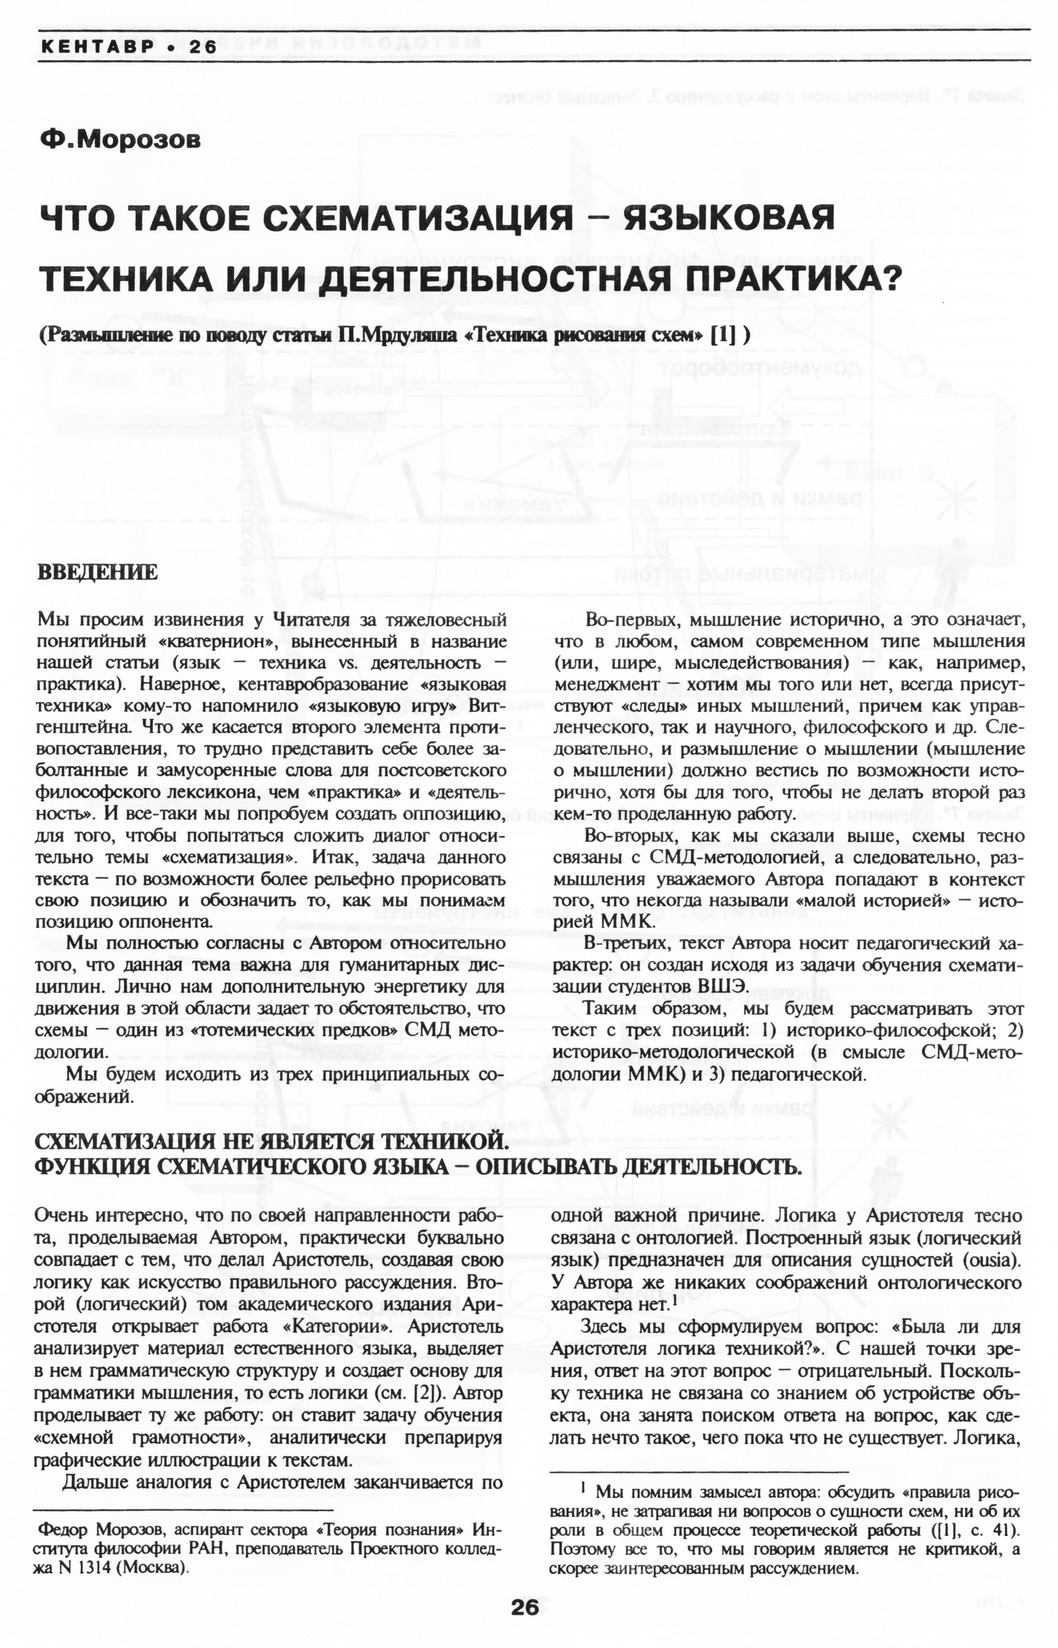 КЕНТАВР • 26
Ф.Морозов
ЧТО ТАКОЕ СХЕМАТИЗАЦИЯ – ЯЗЫКОВАЯ
ТЕХНИКА ИЛИ ДЕЯТЕЛЬНОСТНАЯ ПРАКТИКА?
(Размышление по поводу статьи П.Мрдуляша «Техника рисования схем» [1] )
ВВЕДЕНИЕ
Мы просим извинения у Читателя за тяжеловесный
понятийный «кватернион», вынесенный в название
нашей статьи (язык — техника vs. деятельность —
практика). Наверное, кентаврообразование «языковая
техника» кому-то напомнило «языковую игру» Вит-
генштейна. Что же касается второго элемента проти-
вопоставления, то трудно представить себе более за-
болтанные и замусоренные слова для постсоветского
философского лексикона, чем «практика» и «деятель-
ность». И все-таки мы попробуем создать оппозицию,
для того, чтобы попытаться сложить диалог относи-
тельно темы «схематизация». Итак, задача данного
текста — по возможности более рельефно прорисовать
свою позицию и обозначить то, как мы понимаем
позицию оппонента.
Мы полностью согласны с Автором относительно
того, что данная тема важна для гуманитарных дис-
циплин. Лично нам дополнительную энергетику для
движения в этой области задает то обстоятельство, что
схемы — один из «тотемических предков» СМД мето-
дологии.
Мы будем исходить из трех принципиальных со-
ображений.
Во-первых, мышление исторично, а это означает,
что в любом, самом современном типе мышления
(или, шире, мыследействования) — как, например,
менеджмент — хотим мы того или нет, всегда присут-
ствуют «следы» иных мышлений, причем как управ-
ленческого, так и научного, философского и др. Сле-
довательно, и размышление о мышлении (мышление
о мышлении) должно вестись по возможности исто-
рично, хотя бы для того, чтобы не делать второй раз
кем-то проделанную работу.
Во-вторых, как мы сказали выше, схемы тесно
связаны с СМД-методологией, а следовательно, раз-
мышления уважаемого Автора попадают в контекст
того, что некогда называли «малой историей» — исто-
рией ММК.
В-третьих, текст Автора носит педагогический ха-
рактер: он создан исходя из задачи обучения схемати-
зации студентов ВШЭ.
Таким образом, мы будем рассматривать этот
текст с трех позиций: 1) историко-философской; 2)
историко-методологической (в смысле СМД-мето-
дологии ММК) и 3) педагогической.
СХЕМАТИЗАЦИЯ НЕ ЯВЛЯЕТСЯ ТЕХНИКОЙ.
ФУНКЦИЯ СХЕМАТИЧЕСКОГО ЯЗЫКА – ОПИСЫВАТЬ ДЕЯТЕЛЬНОСТЬ.
Очень интересно, что по своей направленности рабо-
та, проделываемая Автором, практически буквально
совпадает с тем, что делал Аристотель, создавая свою
логику как искусство правильного рассуждения. Вто-
рой (логический) том академического издания Ари-
стотеля открывает работа «Категории». Аристотель
анализирует материал естественного языка, выделяет
в нем грамматическую структуру и создает основу для
грамматики мышления, то есть логики (см. [2]). Автор
проделывает ту же работу: он ставит задачу обучения
«схемной грамотности», аналитически препарируя
графические иллюстрации к текстам.
Дальше аналогия с Аристотелем заканчивается по
одной важной причине. Логика у Аристотеля тесно
связана с онтологией. Построенный язык (логический
язык) предназначен для описания сущностей (ousia).
У Автора же никаких соображений онтологического
характера нет.1
Здесь мы сформулируем вопрос: «Была ли для
Аристотеля логика техникой?». С нашей точки зре-
ния, ответ на этот вопрос — отрицательный. Посколь-
ку техника не связана со знанием об устройстве объ-
екта, она занята поиском ответа на вопрос, как сде-
лать нечто такое, чего пока что не существует. Логика,
Федор Морозов, аспирант сектора «Теория познания» Ин-
ститута философии РАН, преподаватель Проектного коллед-
жа N 1314 (Москва).
1 Мы помним замысел автора: обсудить «правила рисо-
вания», не затрагивая ни вопросов о сущности схем, ни об их
роли в общем процессе теоретической работы ([1], с. 41).
Поэтому все то, что мы говорим является не критикой, а
скорее заинтересованным рассуждением.
26